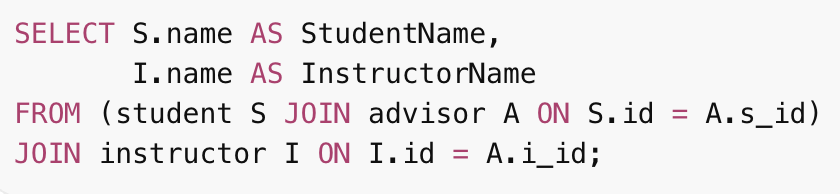 SELECT S.name AS StudentName,
I.name AS InstructorName
FROM (student S JOIN advisor A ON S.id = A.s_id)
JOIN instructor I ON I.id = A.i_id;